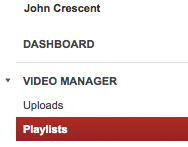 John Crescent
DASHBOARD
VIDEO MANAGER
Uploads
Playlists